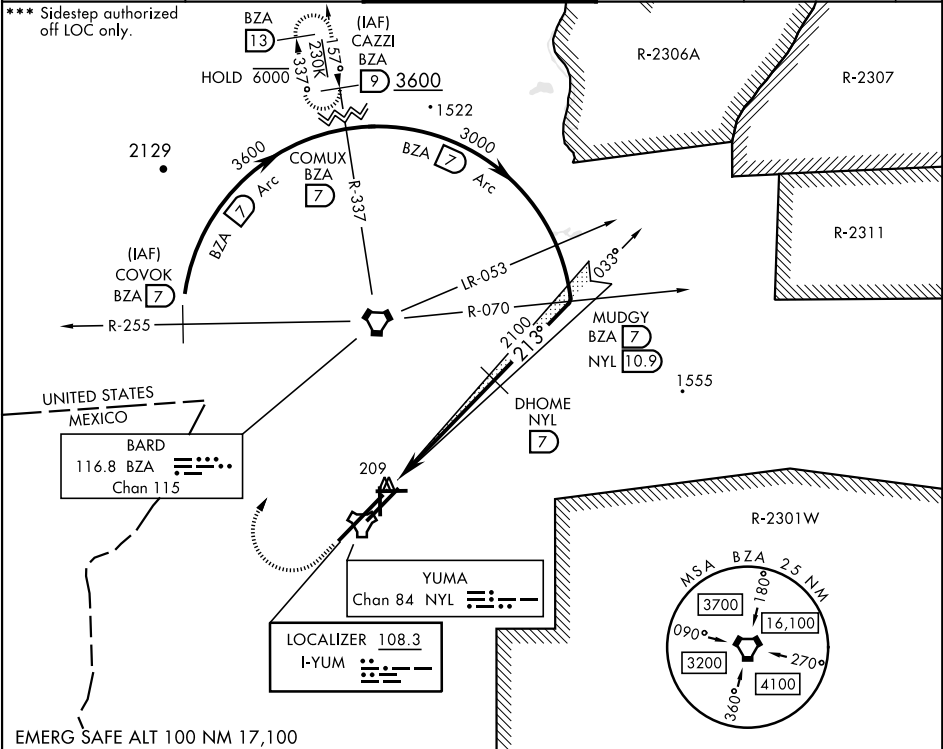 *** Sidestep authorized
off LOC only.
BZA
13
HOLD 6000
337°
230K
157°
(IAF)
CAZZI
BZA
9 3600
1522
2129
3600
BZA 7 Arc
COMUX
BZA
7
R-337
3000
BZA 7 Arc
R-2306A
R-2307
R-2311
(IAF)
COVOK
BZA 7
R-255
LR-053
R-070
033°
2100
213°
MUDGY
BZA 7
NYL 10.9
1555
DHOME
NYL
7
UNITED STATES
MEXICO
BARD
116.8 BZA
Chan 115
209
YUMA
Chan 84 NYL
LOCALIZER 108.3
I-YUM
R-2301W
MSA BZA 25 NM
180°
3700
16,100
090°
270°
3200
4100
360°
EMERG SAFE ALT 100 NM 17,100